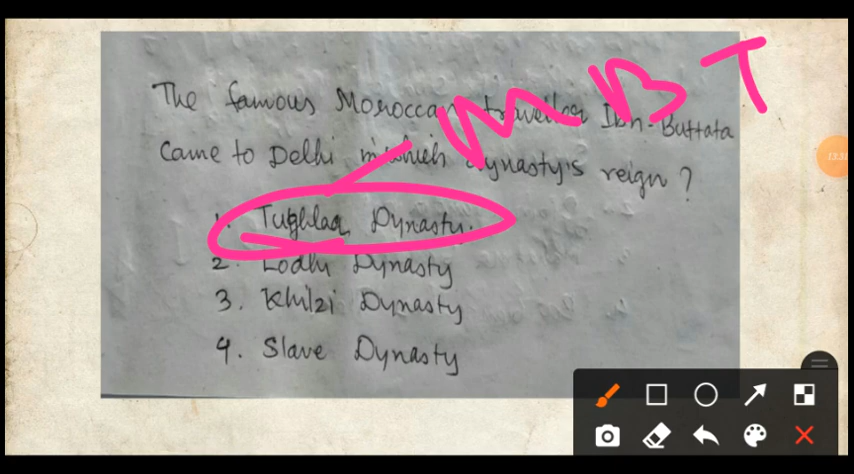 The famous Moroccan traveller Ibn-Buttata
Came to Delhi in which dynasty's reign ?
MBT
1. Tughlaq Dynasty.
2. Lodhi Dynasty
3. Khilzi Dynasty
4. Slave Dynasty